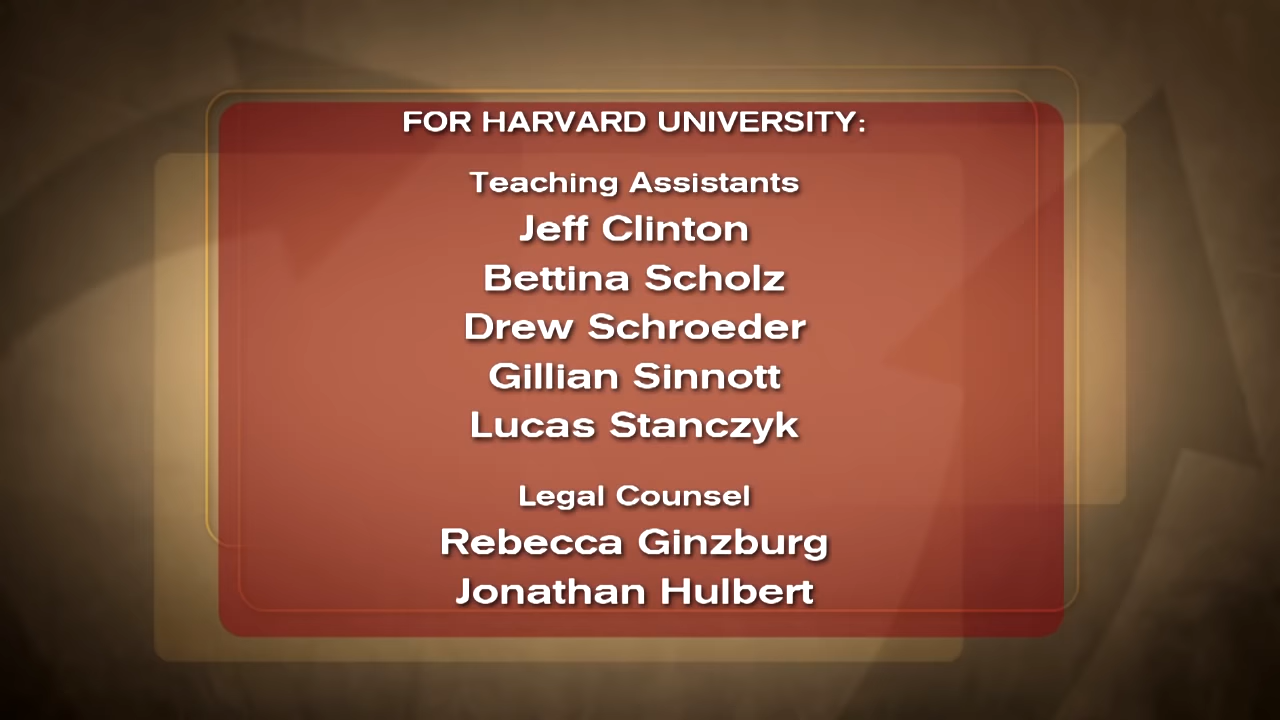 FOR HARVARD UNIVERSITY:
Teaching Assistants
Jeff Clinton
Bettina Scholz
Drew Schroeder
Gillian Sinnott
Lucas Stanczyk
Legal Counsel
Rebecca Ginzburg
Jonathan Hulbert